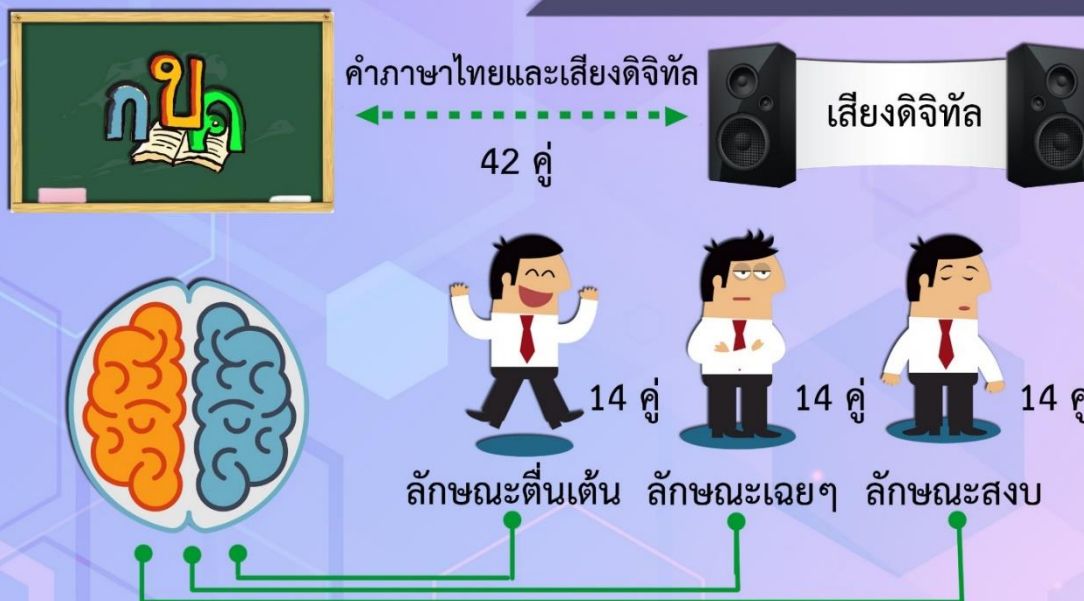 กขค
คำภาษาไทยและเสียงดิจิทัล
42 คู่
เสียงดิจิทัล
14 คู่
14 คู่
14 คู่
ลักษณะตื่นเต้น
ลักษณะเฉยๆ
ลักษณะสงบ